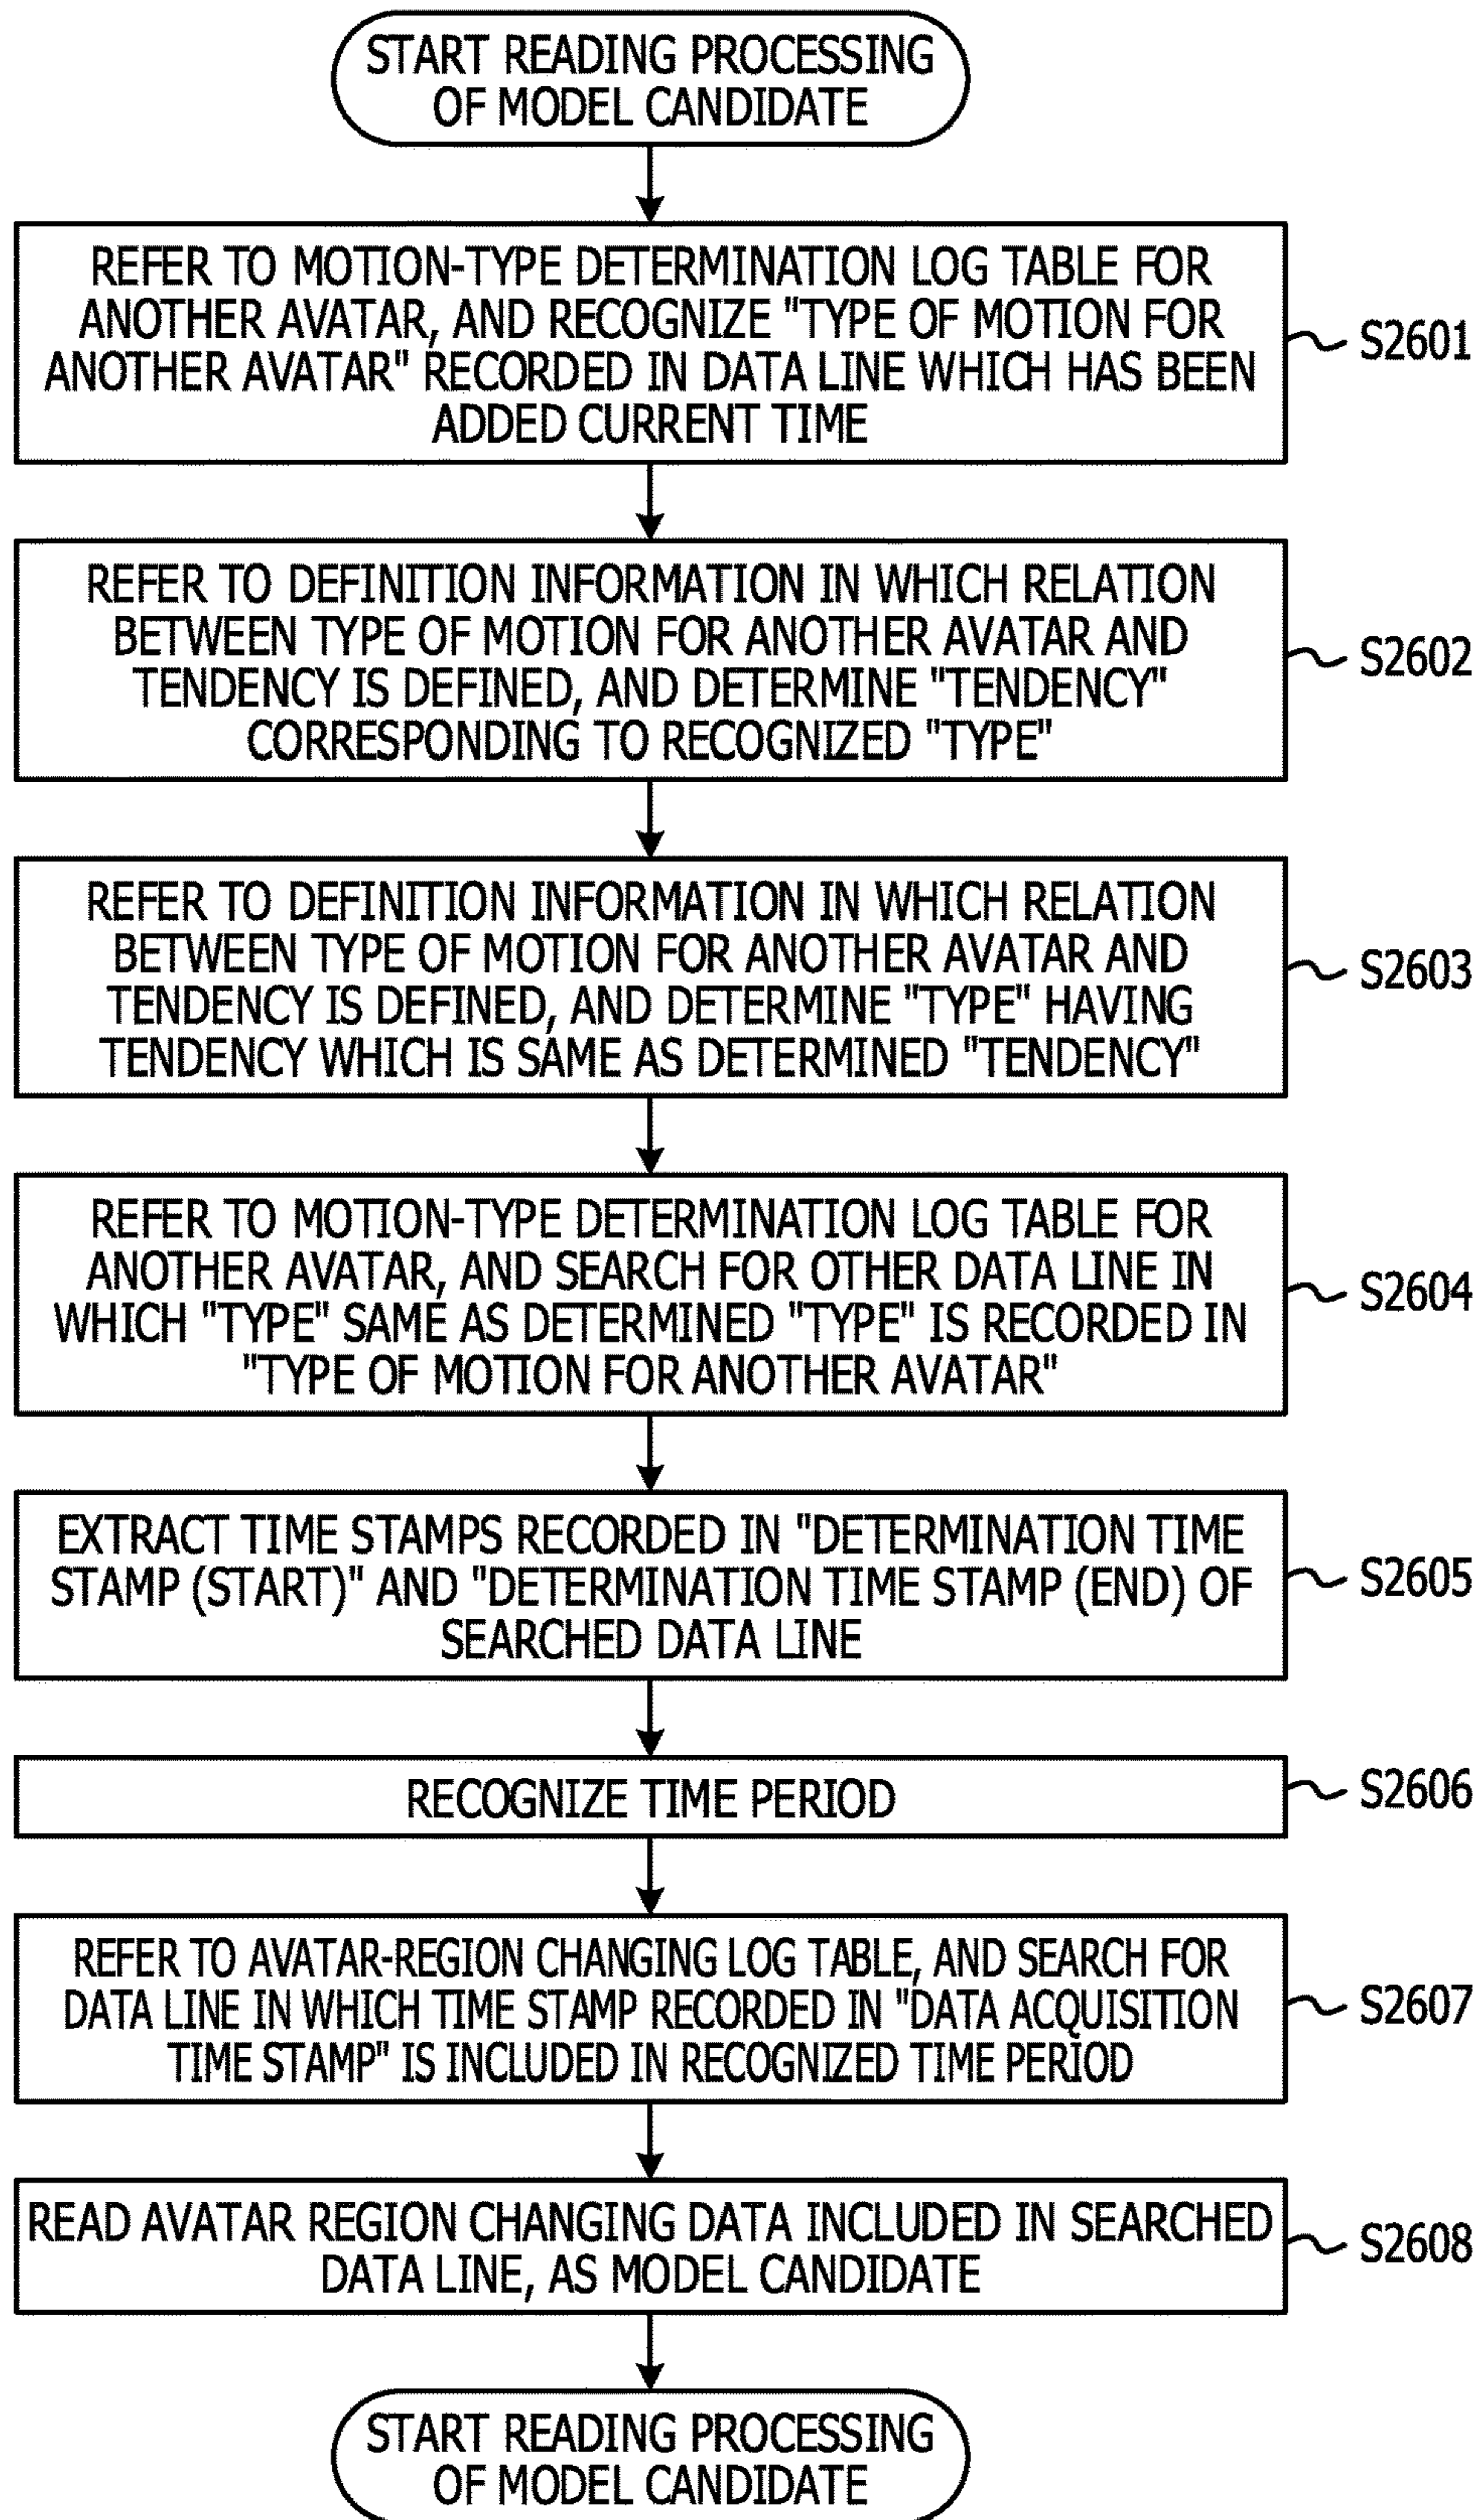 START READING PROCESSING
OF MODEL CANDIDATE
REFER TO MOTION-TYPE DETERMINATION LOG TABLE FOR
ANOTHER AVATAR, AND RECOGNIZE "TYPE OF MOTION FOR
ANOTHER AVATAR" RECORDED IN DATA LINE WHICH HAS BEEN
ADDED CURRENT TIME
S2601
REFER TO DEFINITION INFORMATION IN WHICH RELATION
BETWEEN TYPE OF MOTION FOR ANOTHER AVATAR AND
TENDENCY IS DEFINED, AND DETERMINE "TENDENCY"
CORRESPONDING TO RECOGNIZED "TYPE"
S2602
REFER TO DEFINITION INFORMATION IN WHICH RELATION
BETWEEN TYPE OF MOTION FOR ANOTHER AVATAR AND
TENDENCY IS DEFINED, AND DETERMINE "TYPE" HAVING
TENDENCY WHICH IS SAME AS DETERMINED "TENDENCY"
S2603
REFER TO MOTION-TYPE DETERMINATION LOG TABLE FOR
ANOTHER AVATAR, AND SEARCH FOR OTHER DATA LINE IN
WHICH "TYPE" SAME AS DETERMINED "TYPE" IS RECORDED IN
"TYPE OF MOTION FOR ANOTHER AVATAR"
S2604
EXTRACT TIME STAMPS RECORDED IN "DETERMINATION TIME
STAMP (START)" AND "DETERMINATION TIME STAMP (END) OF
SEARCHED DATA LINE
S2605
RECOGNIZE TIME PERIOD
S2606
REFER TO AVATAR-REGION CHANGING LOG TABLE, AND SEARCH FOR
DATA LINE IN WHICH TIME STAMP RECORDED IN "DATA ACQUISITION
TIME STAMP" IS INCLUDED IN RECOGNIZED TIME PERIOD
S2607
READ AVATAR REGION CHANGING DATA INCLUDED IN SEARCHED
DATA LINE, AS MODEL CANDIDATE
S2608
START READING PROCESSING
OF MODEL CANDIDATE